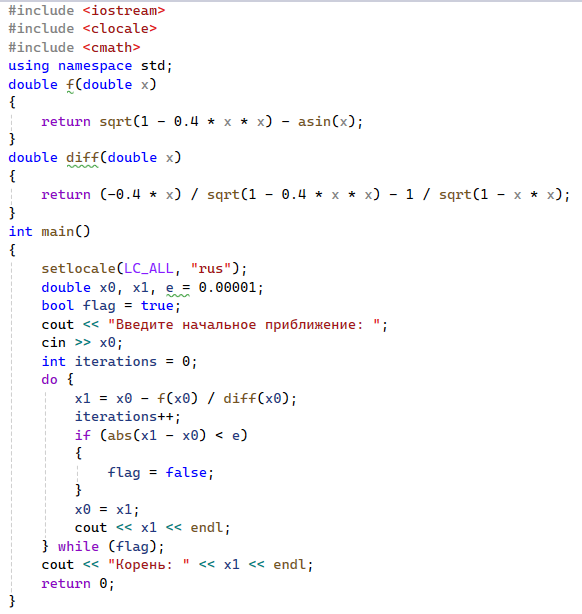 #include <iostream>
#include <clocale>
#include <cmath>
using namespace std;
double f(double x)
{
    return sqrt(1 - 0.4 * x * x) - asin(x);
}
double diff(double x)
{
    return (-0.4 * x) / sqrt(1 - 0.4 * x * x) - 1 / sqrt(1 - x * x);
}
int main()
{
    setlocale(LC_ALL, "rus");
    double x0, x1, e = 0.00001;
    bool flag = true;
    cout << "Введите начальное приближение: ";
    cin >> x0;
    int iterations = 0;
    do {
        x1 = x0 - f(x0) / diff(x0);
        iterations++;
        if (abs(x1 - x0) < e)
        {
            flag = false;
        }
        x0 = x1;
        cout << x1 << endl;
    } while (flag);
    cout << "Корень: " << x1 << endl;
    return 0;
}